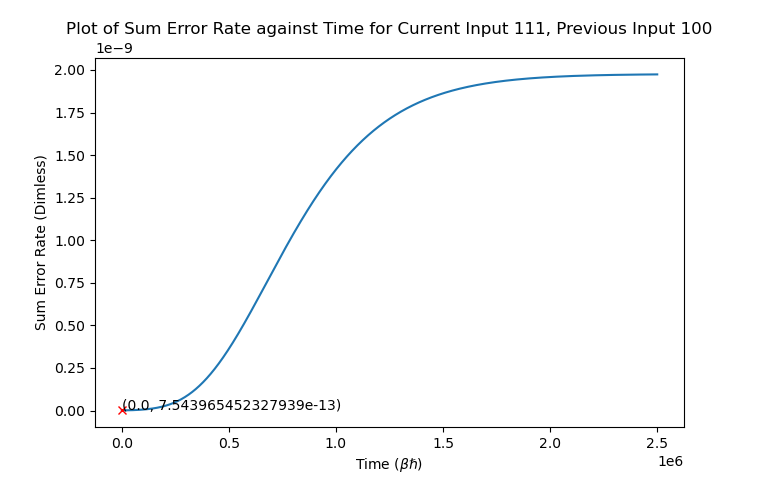 Plot of Sum Error Rate against Time for Current Input 111, Previous Input 100
1e−9
2.00
1.75
1.50
1.25
1.00
0.75
0.50
0.25
0.00
Sum Error Rate (Dimless)
(0.0, 7.543965452327939e-13)
0.0
0.5
1.0
1.5
2.0
2.5
1e6
Time (βℏ)